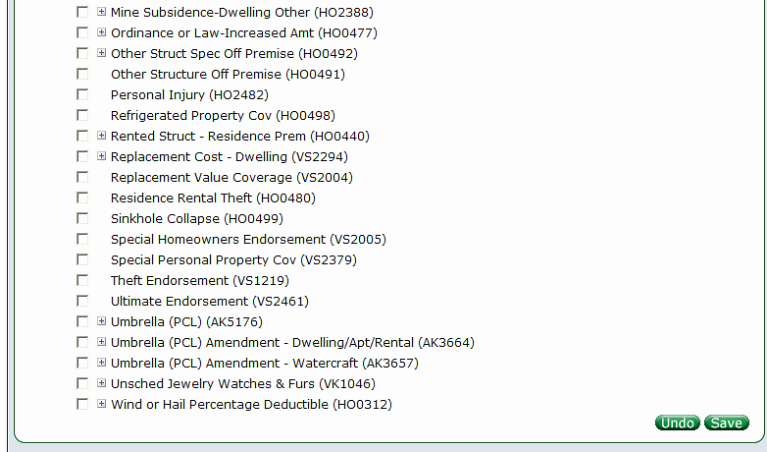 Mine Subsidence-Dwelling Other (HO2388)
Ordinance or Law-Increased Amt (HO0477)
Other Struct Spec Off Premise (HO0492)
Other Structure Off Premise (HO0491)
Personal Injury (HO2482)
Refrigerated Property Cov (HO0498)
Rented Struct - Residence Prem (HO0440)
Replacement Cost - Dwelling (VS2294)
Replacement Value Coverage (VS2004)
Residence Rental Theft (HO0480)
Sinkhole Collapse (HO0499)
Special Homeowners Endorsement (VS2005)
Special Personal Property Cov (VS2379)
Theft Endorsement (VS1219)
Ultimate Endorsement (VS2461)
Umbrella (PCL) (AK5176)
Umbrella (PCL) Amendment - Dwelling/Apt/Rental (AK3664)
Umbrella (PCL) Amendment - Watercraft (AK3657)
Unsched Jewelry Watches & Furs (VK1046)
Wind or Hail Percentage Deductible (HO0312)
Undo Save